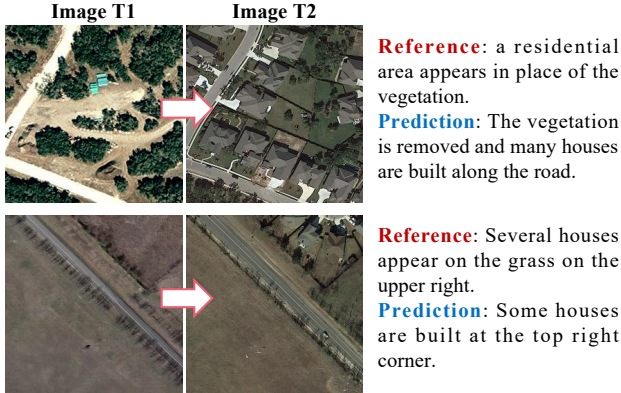 Image T1
Image T2
Reference: a residential
area appears in place of the
vegetation.
Prediction: The vegetation
is removed and many houses
are built along the road.
Reference: Several houses
appear on the grass on the
upper right.
Prediction: Some houses
are built at the top right
corner.